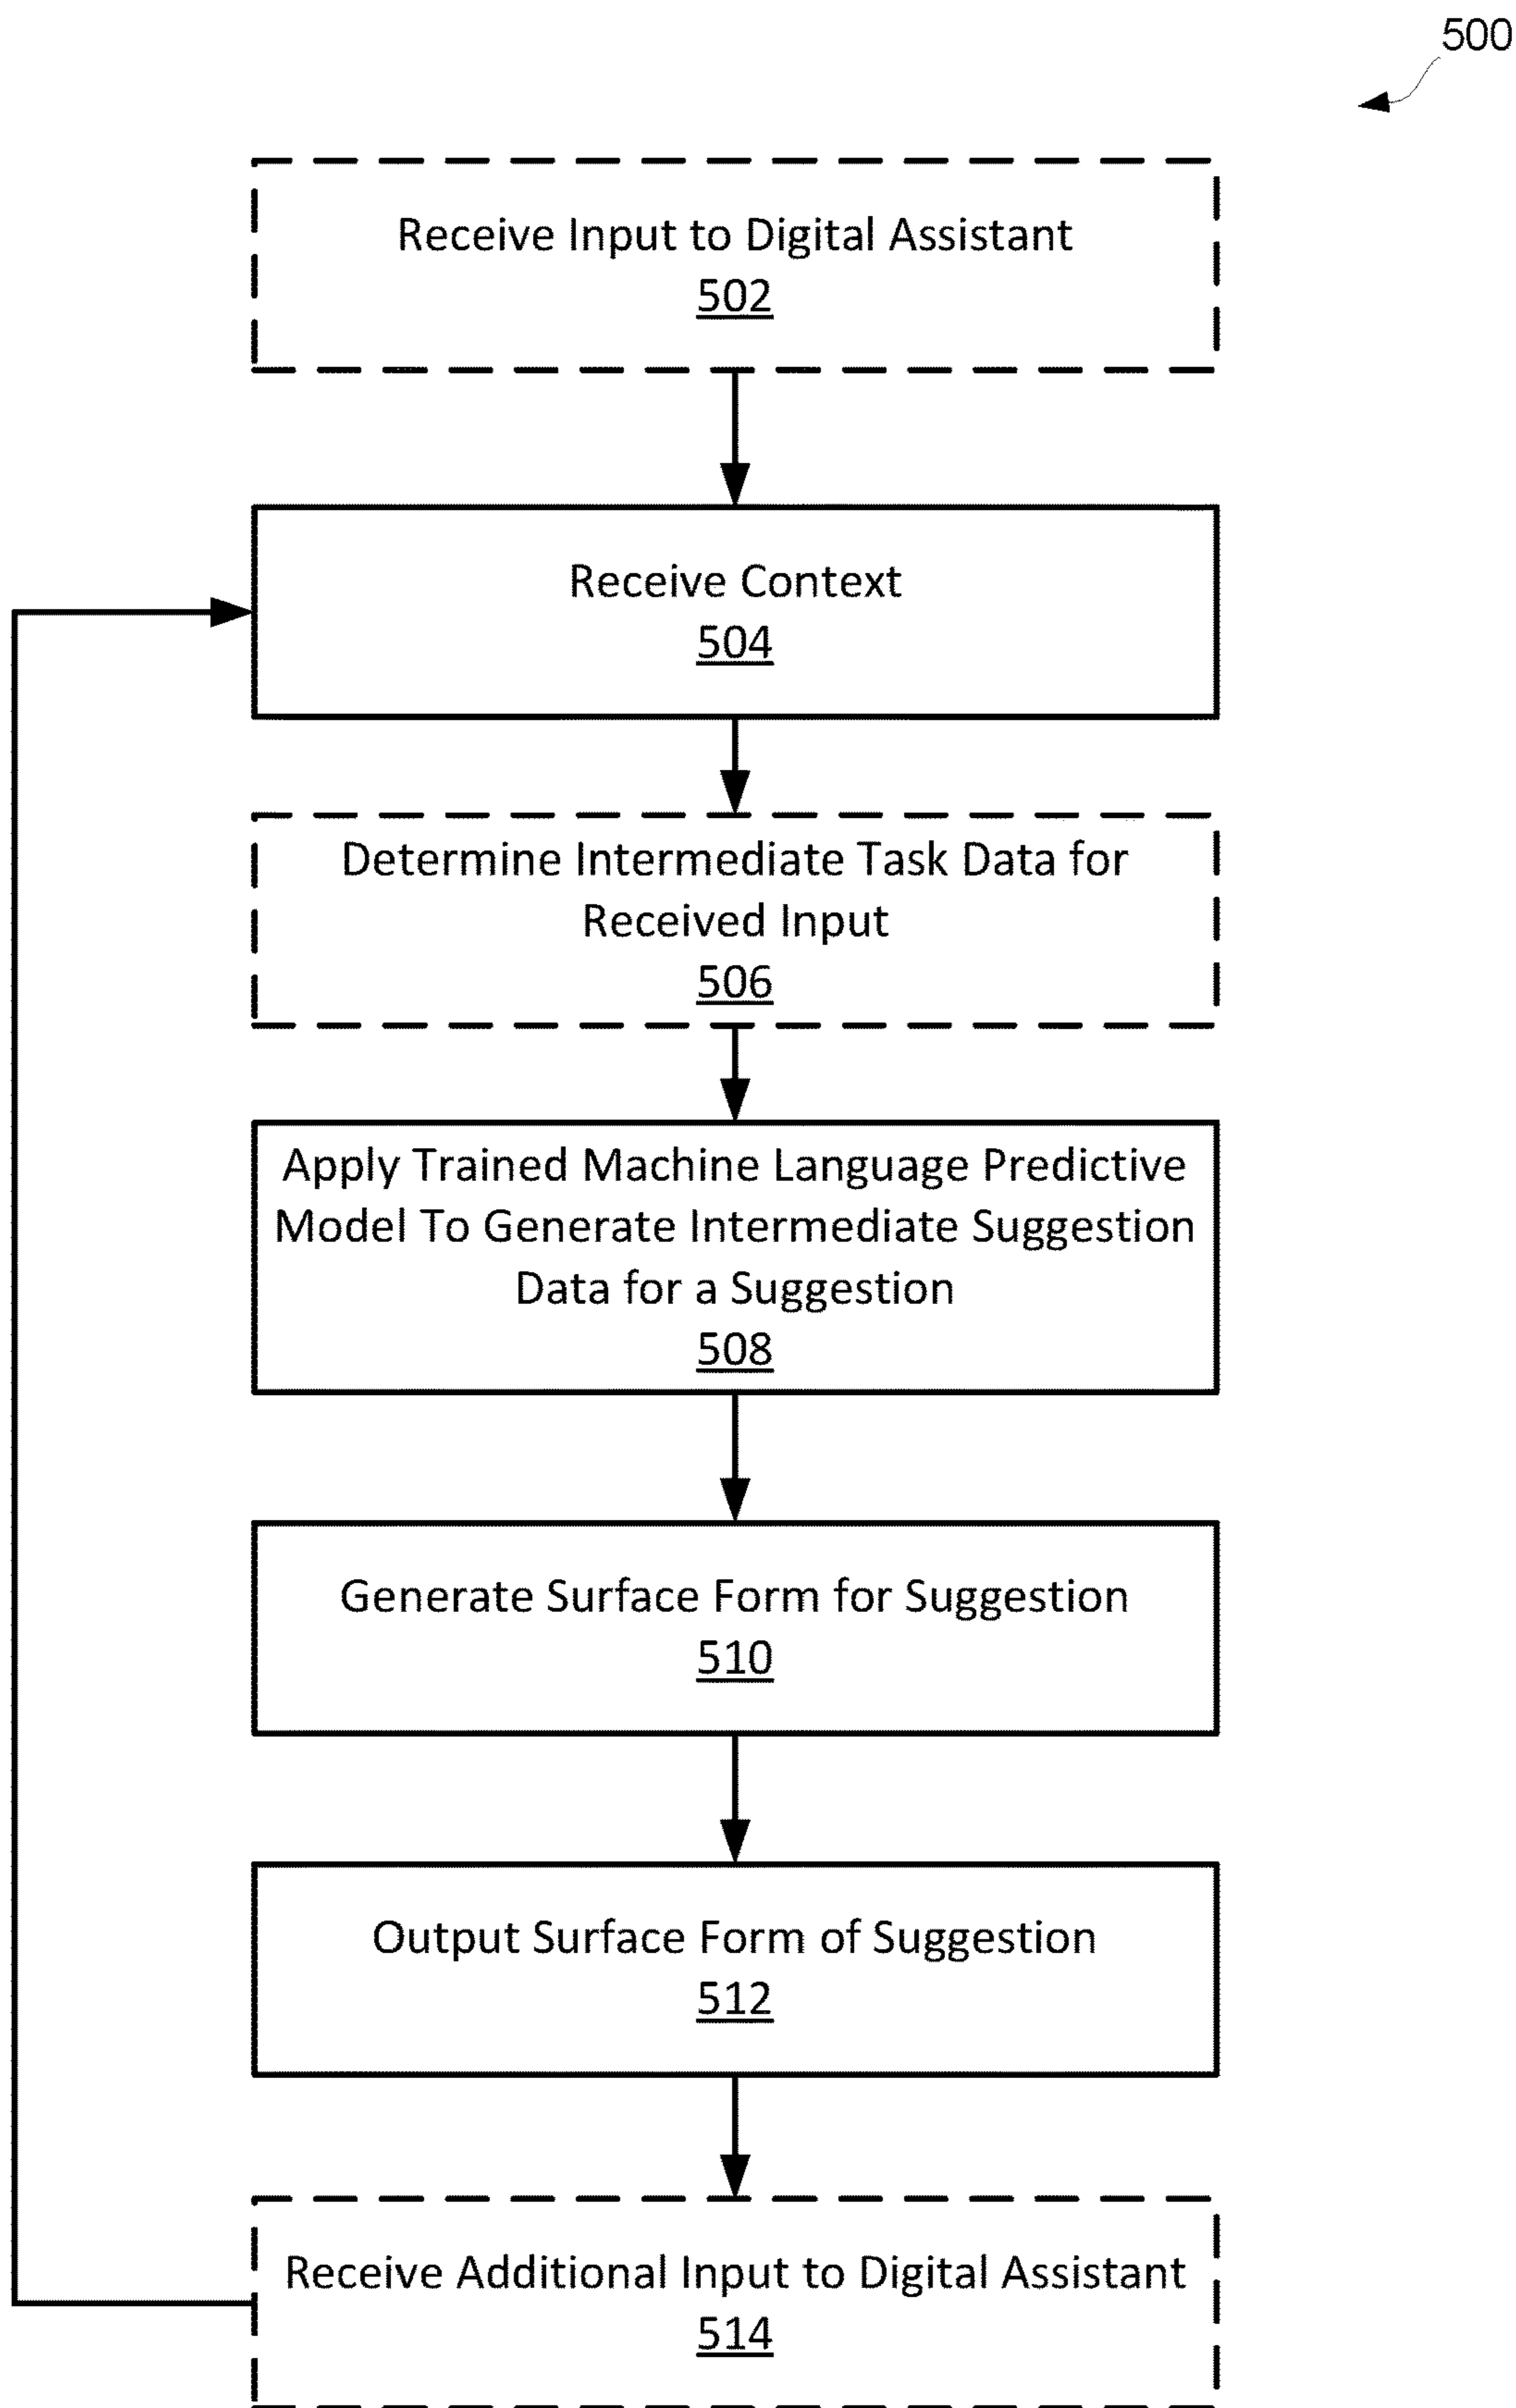 500
Receive Input to Digital Assistant
502
Receive Context
504
Determine Intermediate Task Data for
Received Input
506
Apply Trained Machine Language Predictive
Model To Generate Intermediate Suggestion
Data for a Suggestion
508
Generate Surface Form for Suggestion
510
Output Surface Form of Suggestion
512
Receive Additional Input to Digital Assistant
514